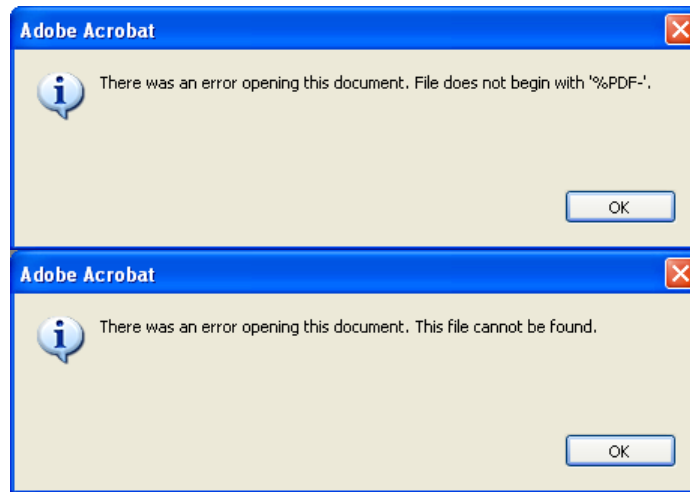 Adobe Acrobat
There was an error opening this document. File does not begin with '%PDF-'.
OK
Adobe Acrobat
There was an error opening this document. This file cannot be found.
OK